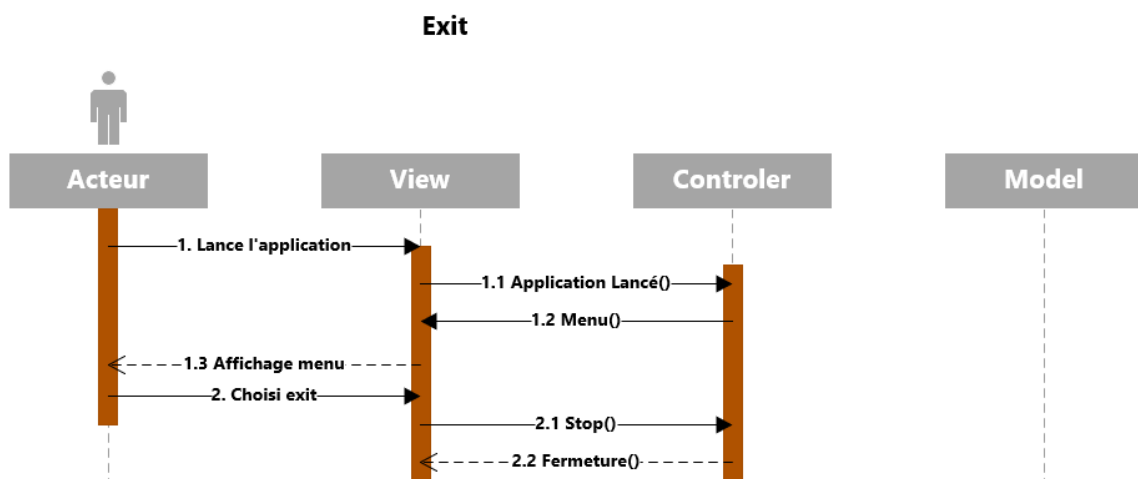 Exit
Acteur
View
Controler
Model
1. Lance l'application
1.1 Application Lancé()
1.2 Menu()
1.3 Affichage menu
2. Choisi exit
2.1 Stop()
2.2 Fermeture()